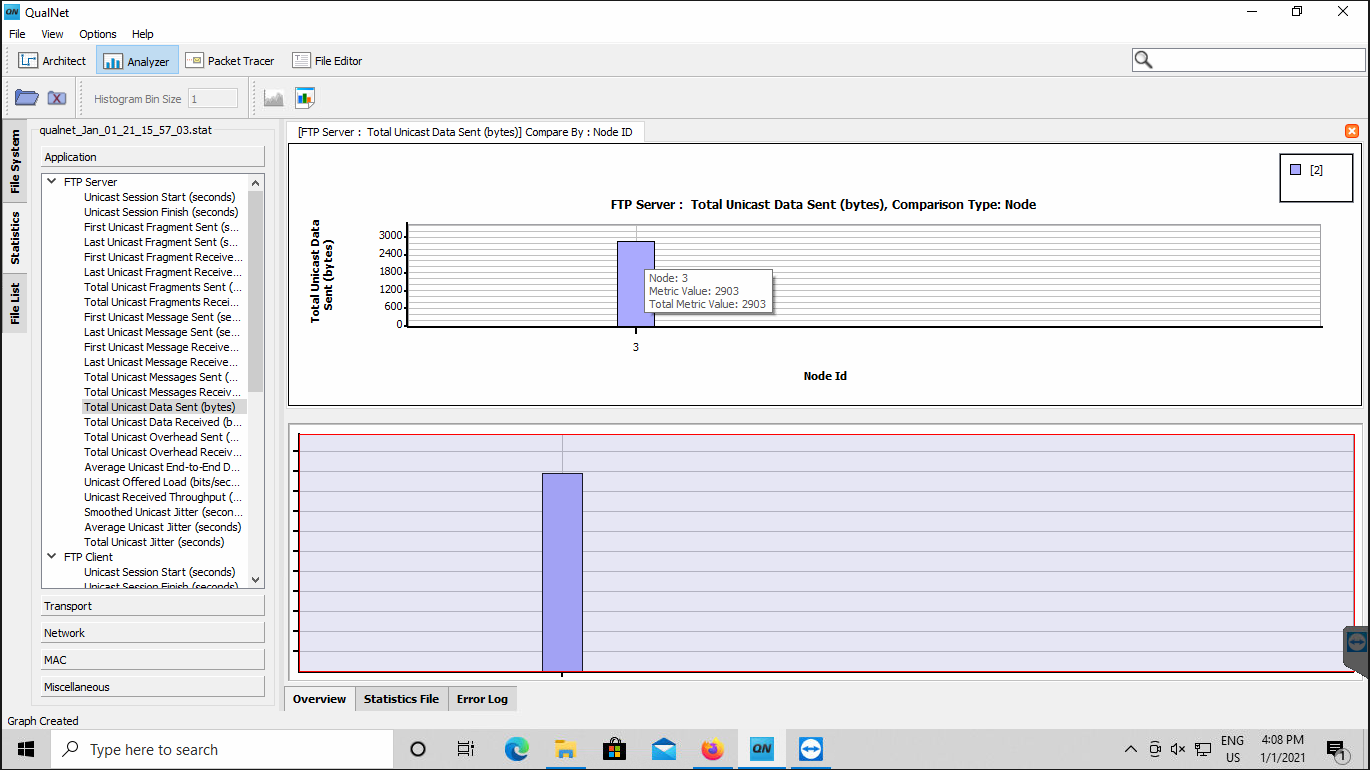 QN QualNet
File View Options Help
Architect Analyzer Packet Tracer File Editor
Histogram Bin Size 1
File System
Statistics
File List
qualnet_Jan_01_21_15_57_03.stat
Application
FTP Server
Unicast Session Start (seconds)
Unicast Session Finish (seconds)
First Unicast Fragment Sent (s...
Last Unicast Fragment Sent (s...
First Unicast Fragment Receive...
Last Unicast Fragment Receive...
Total Unicast Fragments Sent (...
Total Unicast Fragments Recei...
First Unicast Message Sent (se...
Last Unicast Message Sent (se...
First Unicast Message Receive...
Last Unicast Message Receive...
Total Unicast Messages Sent (...
Total Unicast Messages Receiv...
Total Unicast Data Sent (bytes)
Total Unicast Data Received (b...
Total Unicast Overhead Sent (...
Total Unicast Overhead Receiv...
Average Unicast End-to-End D...
Unicast Offered Load (bits/sec...
Unicast Received Throughput (...
Smoothed Unicast Jitter (secon...
Average Unicast Jitter (seconds)
Total Unicast Jitter (seconds)
FTP Client
Unicast Session Start (seconds)
Unicast Session Finish (seconds)
Transport
Network
MAC
Miscellaneous
[FTP Server : Total Unicast Data Sent (bytes)] Compare By : Node ID
[2]
FTP Server : Total Unicast Data Sent (bytes), Comparison Type: Node
Total Unicast Data
Sent (bytes)
3000
2400
1800
1200
600
0
Node: 3
Metric Value: 2903
Total Metric Value: 2903
3
Node Id
Overview Statistics File Error Log
Graph Created
Type here to search
QN
ENG
US
4:08 PM
1/1/2021
1